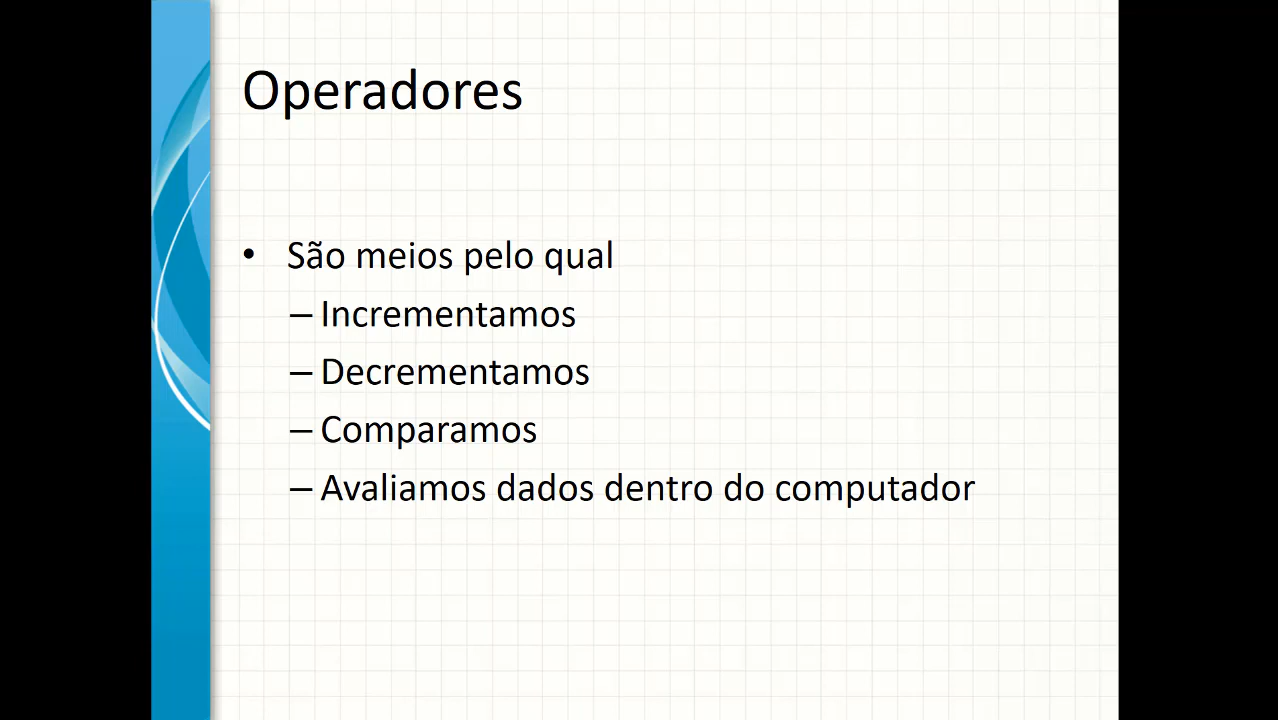 Operadores
• São meios pelo qual
– Incrementamos
– Decrementamos
– Comparamos
– Avaliamos dados dentro do computador